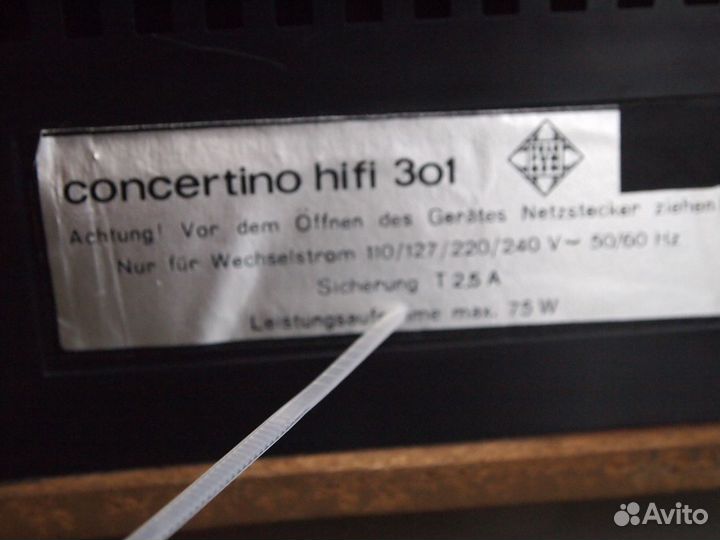 concertino hifi 301
Achtung! Vor dem Öffnen des Gerätes Netzstecker ziehen!
Nur für Wechselstrom 110/127/220/240 V ~ 50/60 Hz
Sicherung T 2,5 A
max. 75 W
Avito